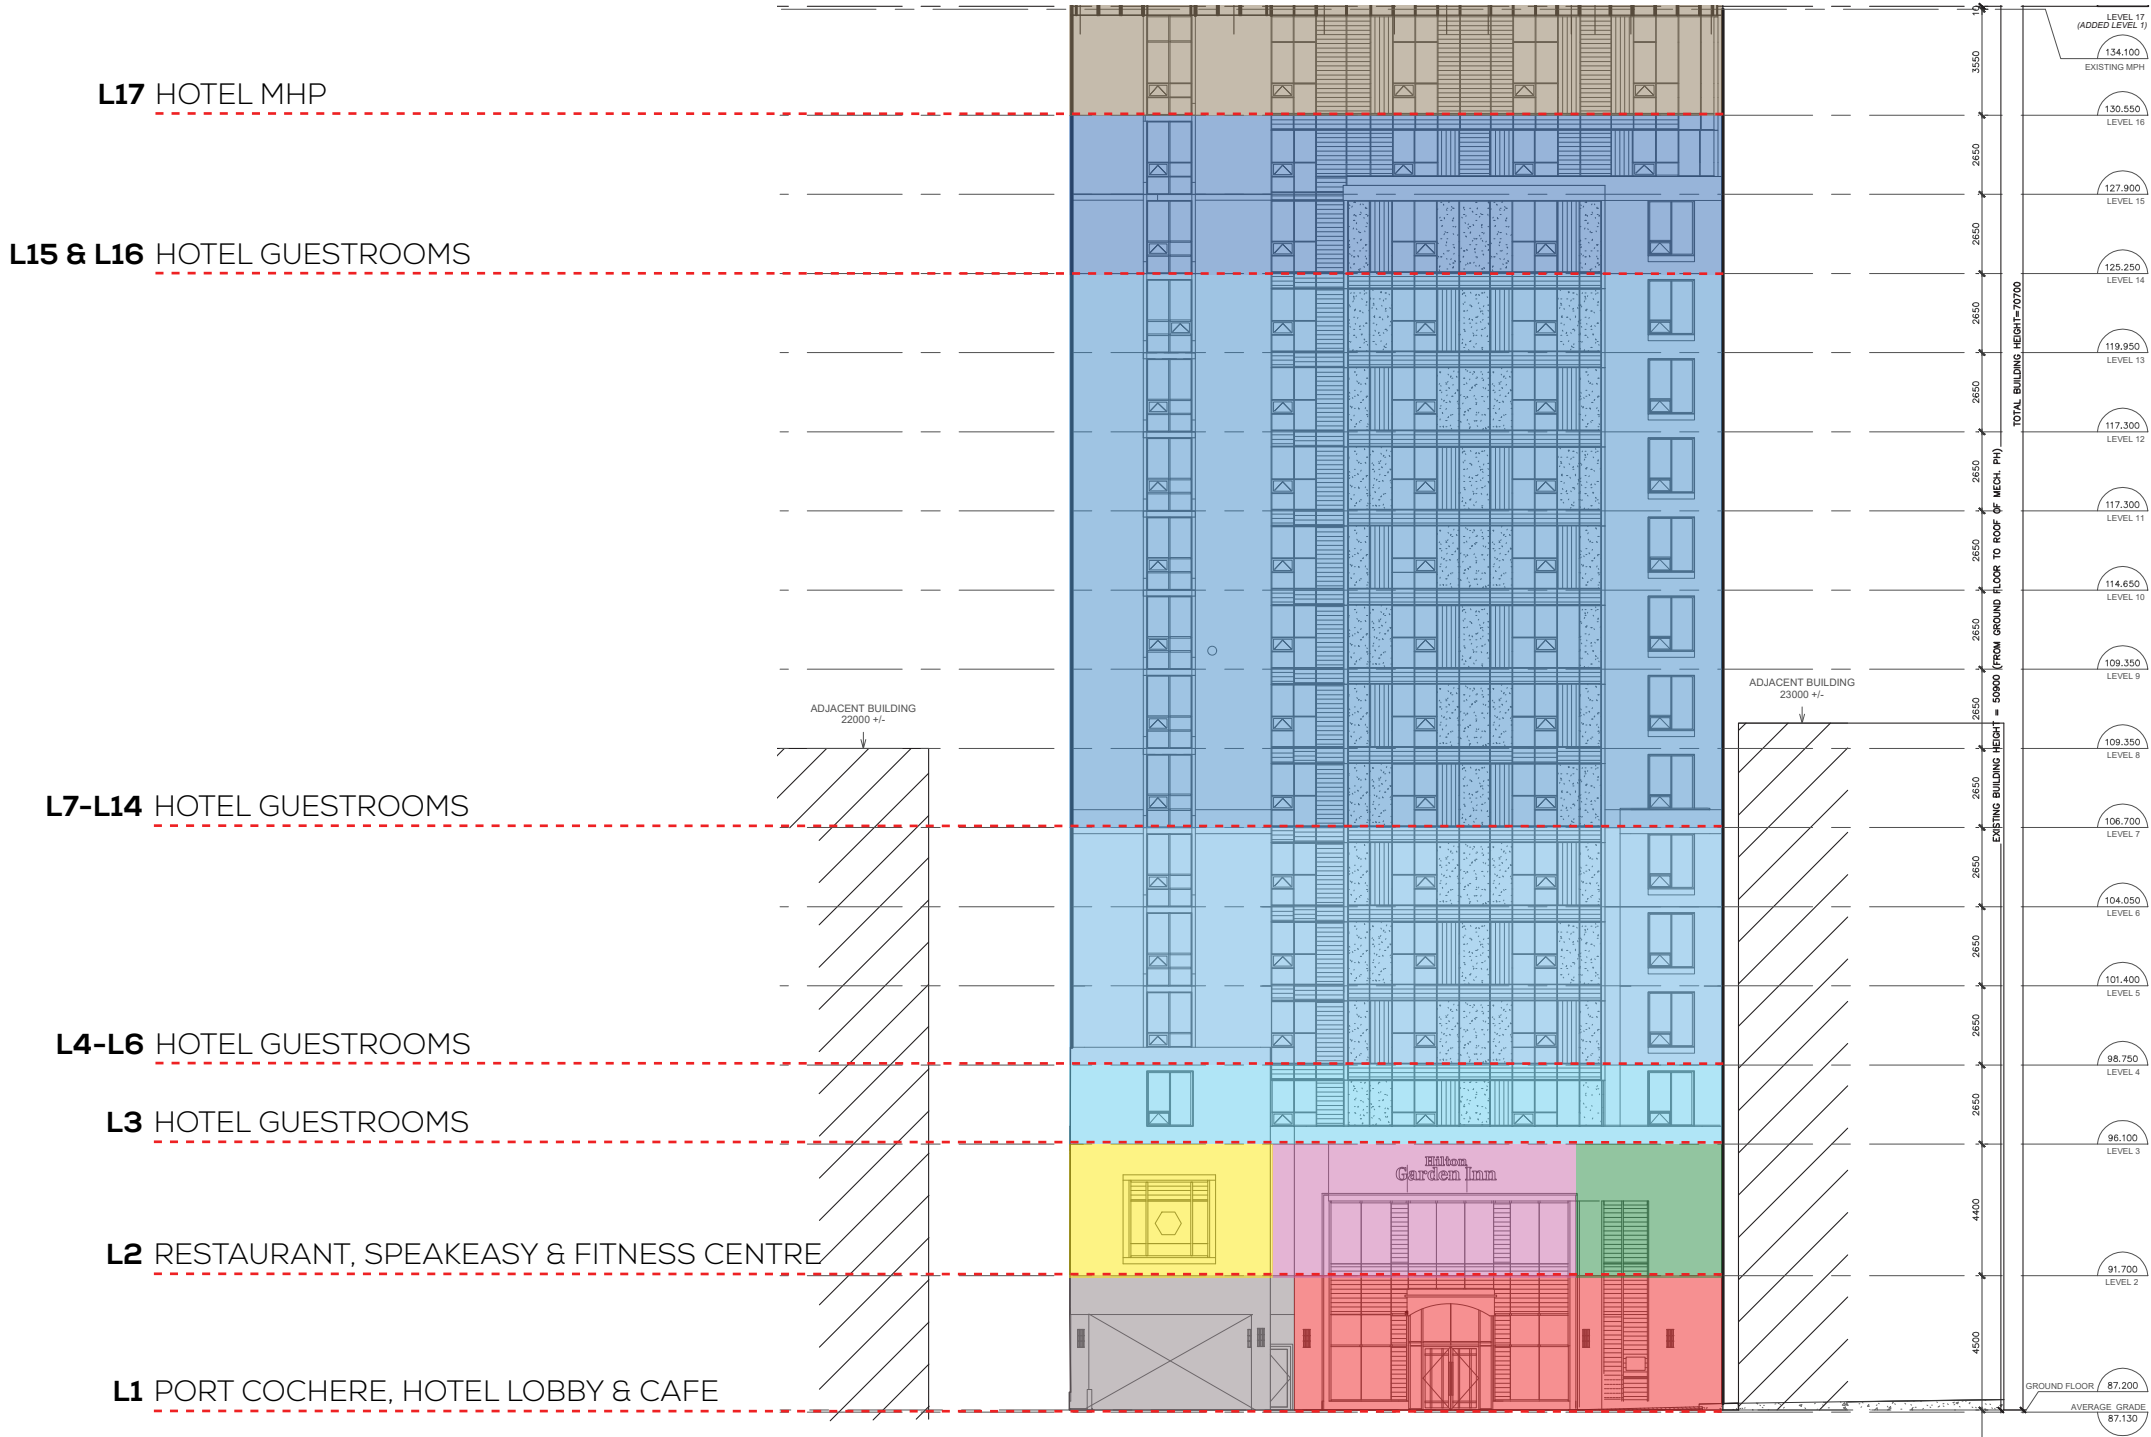 LEVEL 17
(ADDED LEVEL 1)
134.100
EXISTING MPH
3550
L17 HOTEL MHP
130.550
LEVEL 16
2650
127.900
LEVEL 15
2650
L15 & L16 HOTEL GUESTROOMS
125.250
LEVEL 14
2650
119.950
LEVEL 13
2650
TOTAL BUILDING HEIGHT=70700
117.300
LEVEL 12
2650
117.300
LEVEL 11
2650
114.650
LEVEL 10
2650
109.350
LEVEL 9
2650
EXISTING BUILDING HEIGHT = 50900 (FROM GROUND FLOOR TO ROOF OF MECH. PH)
ADJACENT BUILDING
22000 +/-
ADJACENT BUILDING
23000 +/-
109.350
LEVEL 8
2650
L7-L14 HOTEL GUESTROOMS
106.700
LEVEL 7
2650
104.050
LEVEL 6
2650
101.400
LEVEL 5
2650
L4-L6 HOTEL GUESTROOMS
98.750
LEVEL 4
2650
L3 HOTEL GUESTROOMS
96.100
LEVEL 3
Hilton
Garden Inn
4400
L2 RESTAURANT, SPEAKEASY & FITNESS CENTRE
91.700
LEVEL 2
4500
L1 PORT COCHERE, HOTEL LOBBY & CAFE
GROUND FLOOR 87.200
AVERAGE GRADE
87.130